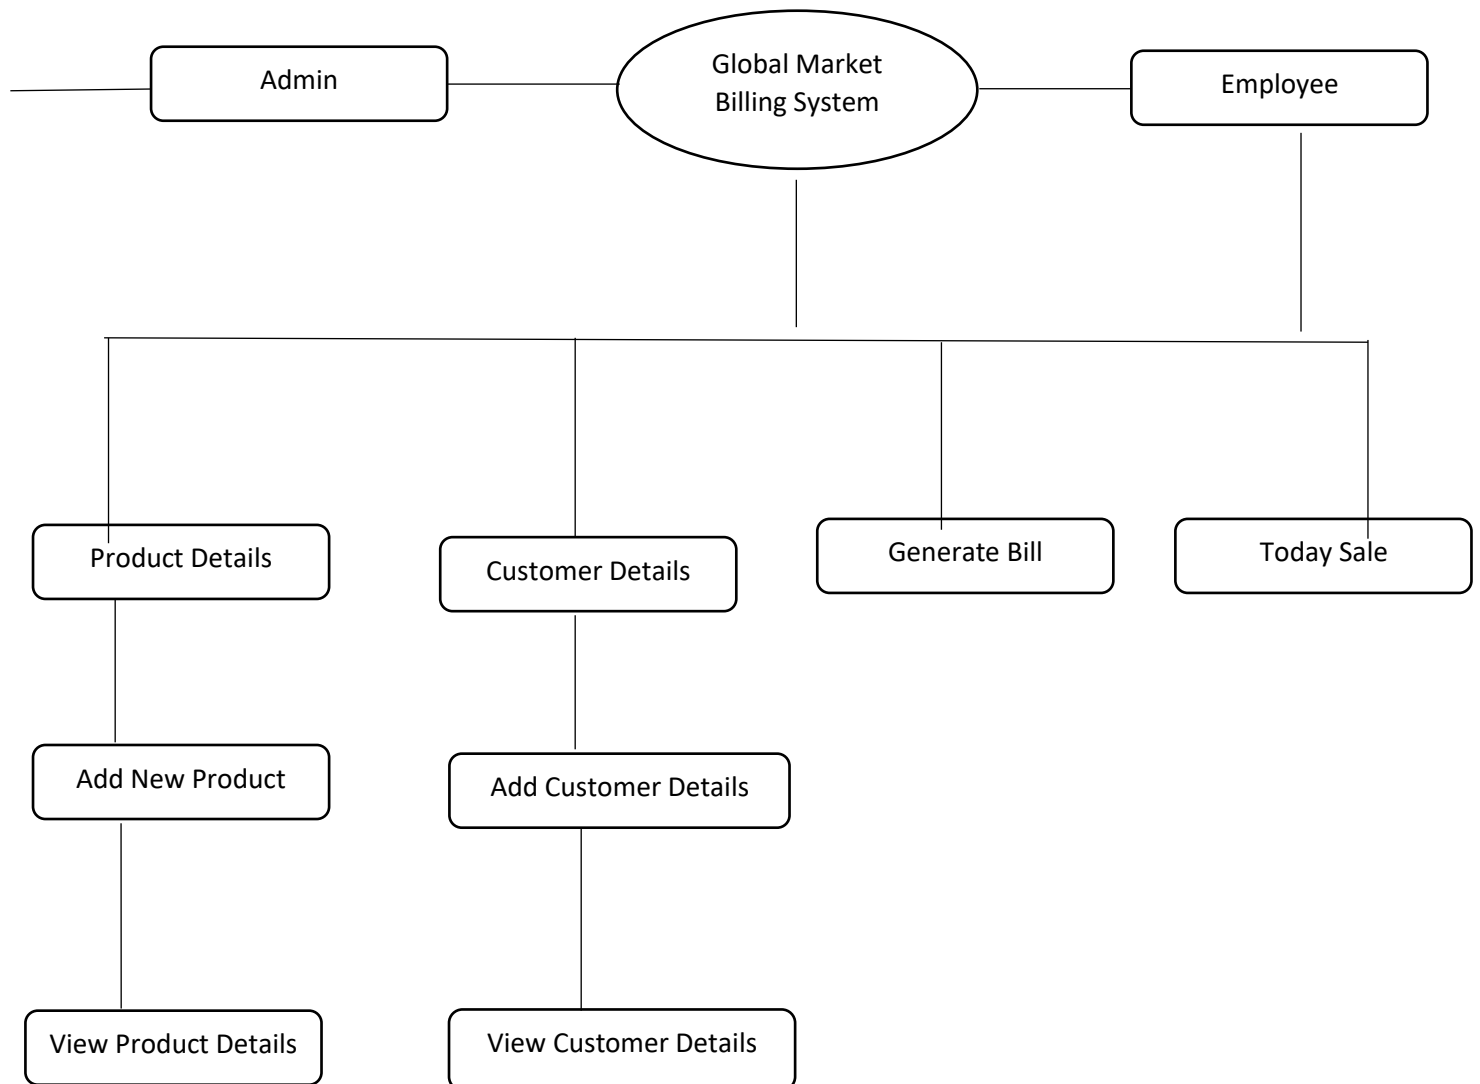 Admin
Global Market
Billing System
Employee
Product Details
Customer Details
Generate Bill
Today Sale
Add New Product
Add Customer Details
View Product Details
View Customer Details